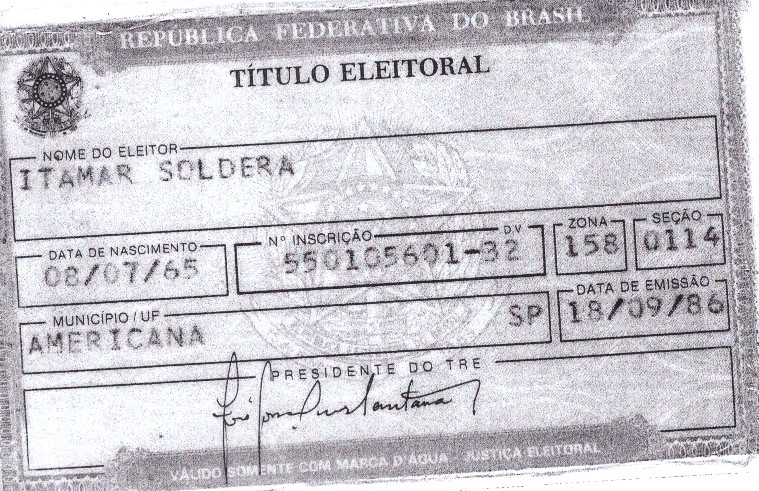 REPÚBLICA FEDERATIVA DO BRASIL
TÍTULO ELEITORAL
NOME DO ELEITOR
ITAMAR SOLDERA
DATA DE NASCIMENTO Nº INSCRIÇÃO D.V ZONA SEÇÃO
08/07/65 550105601-32 158 0114
MUNICÍPIO / UF DATA DE EMISSÃO
AMERICANA SP 18/09/86
PRESIDENTE DO TRE
VÁLIDO SOMENTE COM MARCA D'ÁGUA - JUSTIÇA ELEITORAL